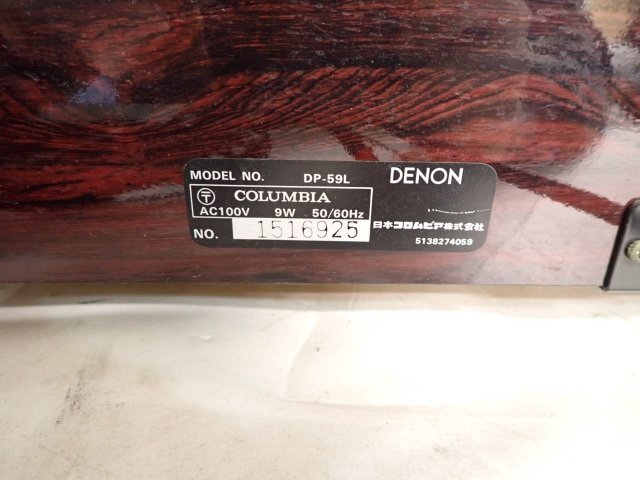 MODEL NO. DP-59L DENON
〒 COLUMBIA
AC100V 9W 50/60Hz
NO. 1516925 日本コロムビア株式会社
5138274059